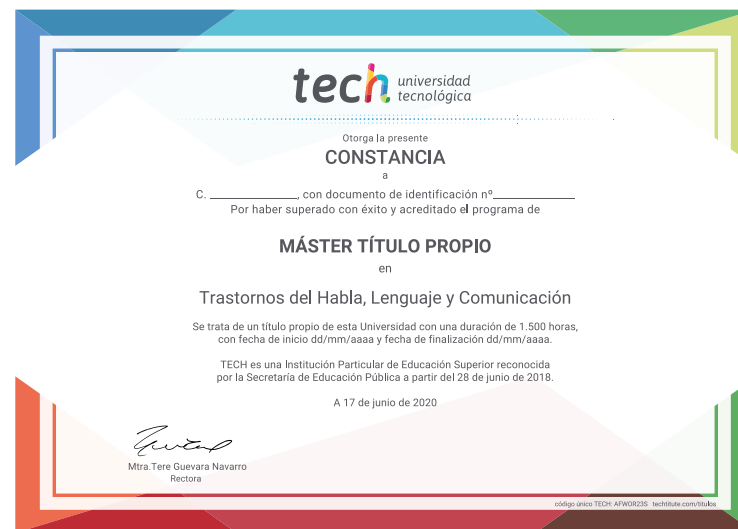 tech universidad
tecnológica
Otorga la presente
CONSTANCIA
a
C. ______________, con documento de identificación nº______________
Por haber superado con éxito y acreditado el programa de
MÁSTER TÍTULO PROPIO
en
Trastornos del Habla, Lenguaje y Comunicación
Se trata de un título propio de esta Universidad con una duración de 1.500 horas,
con fecha de inicio dd/mm/aaaa y fecha de finalización dd/mm/aaaa.
TECH es una Institución Particular de Educación Superior reconocida
por la Secretaría de Educación Pública a partir del 28 de junio de 2018.
A 17 de junio de 2020
Mtra.Tere Guevara Navarro
Rectora
código único TECH: AFWOR23S techtitute.com/titulos